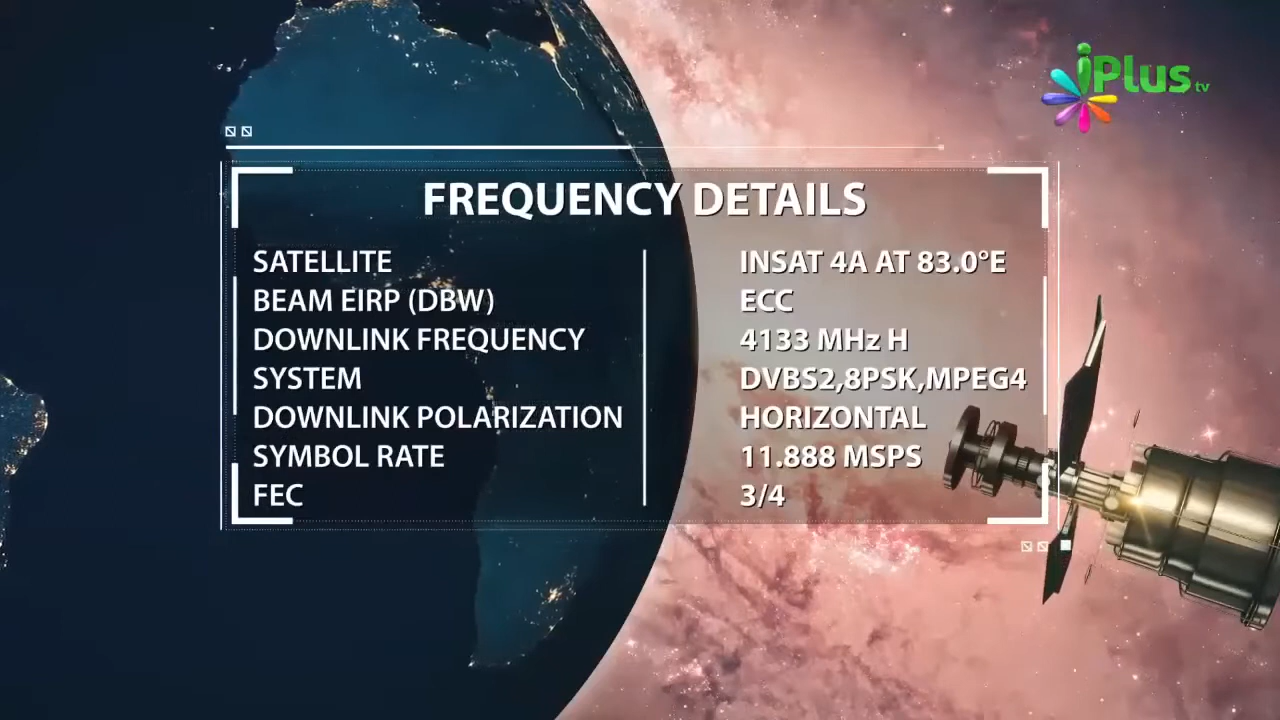 iPlus tv
FREQUENCY DETAILS
SATELLITE INSAT 4A AT 83.0°E
BEAM EIRP (DBW) ECC
DOWNLINK FREQUENCY 4133 MHz H
SYSTEM DVBS2,8PSK,MPEG4
DOWNLINK POLARIZATION HORIZONTAL
SYMBOL RATE 11.888 MSPS
FEC 3/4